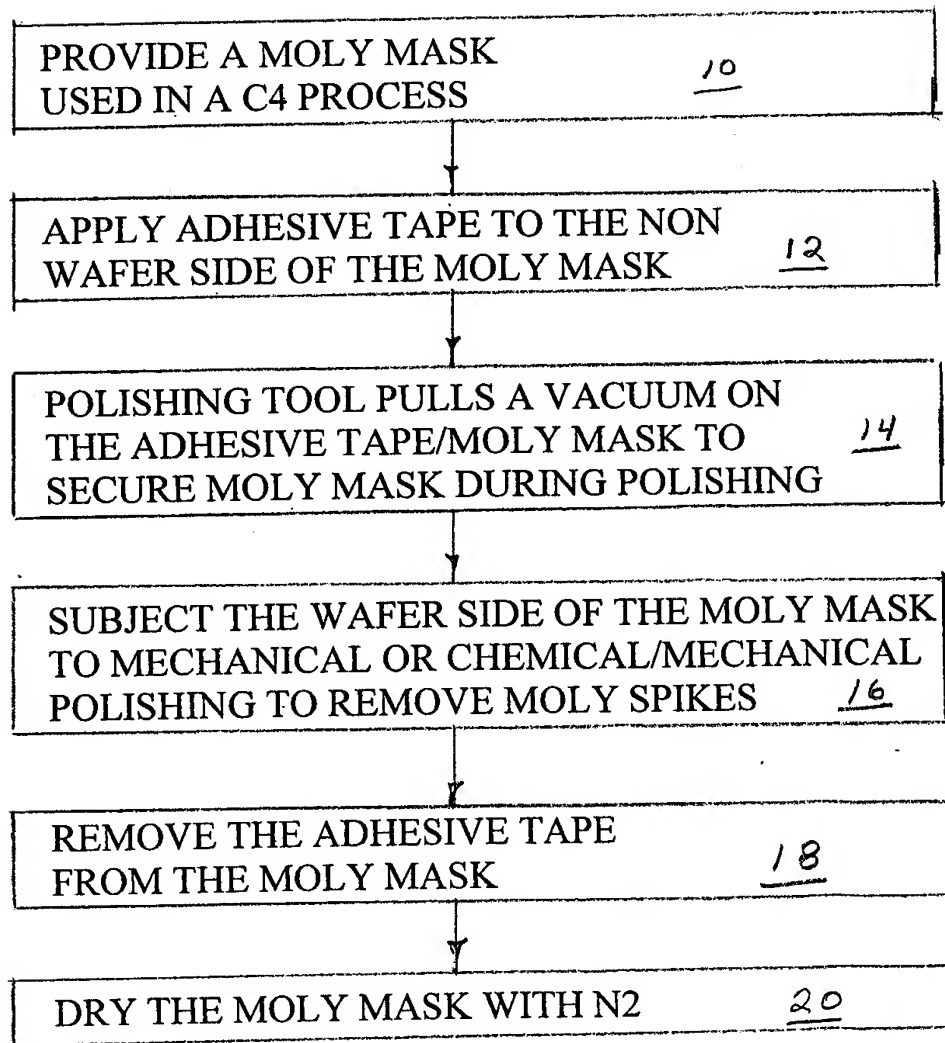 PROVIDE A MOLY MASK
USED IN A C4 PROCESS 10
APPLY ADHESIVE TAPE TO THE NON
WAFER SIDE OF THE MOLY MASK 12
POLISHING TOOL PULLS A VACUUM ON
THE ADHESIVE TAPE/MOLY MASK TO 14
SECURE MOLY MASK DURING POLISHING
SUBJECT THE WAFER SIDE OF THE MOLY MASK
TO MECHANICAL OR CHEMICAL/MECHANICAL
POLISHING TO REMOVE MOLY SPIKES 16
REMOVE THE ADHESIVE TAPE
FROM THE MOLY MASK 18
DRY THE MOLY MASK WITH N2 20